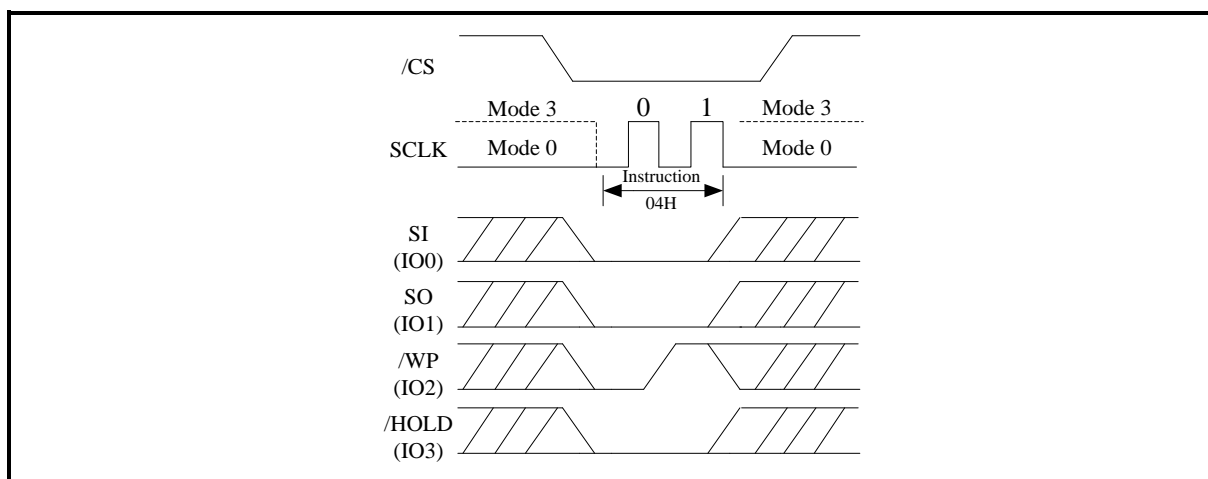 /CS
Mode 3 0 1 Mode 3
SCLK Mode 0 Mode 0
Instruction
04H
SI
(IO0)
SO
(IO1)
/WP
(IO2)
/HOLD
(IO3)